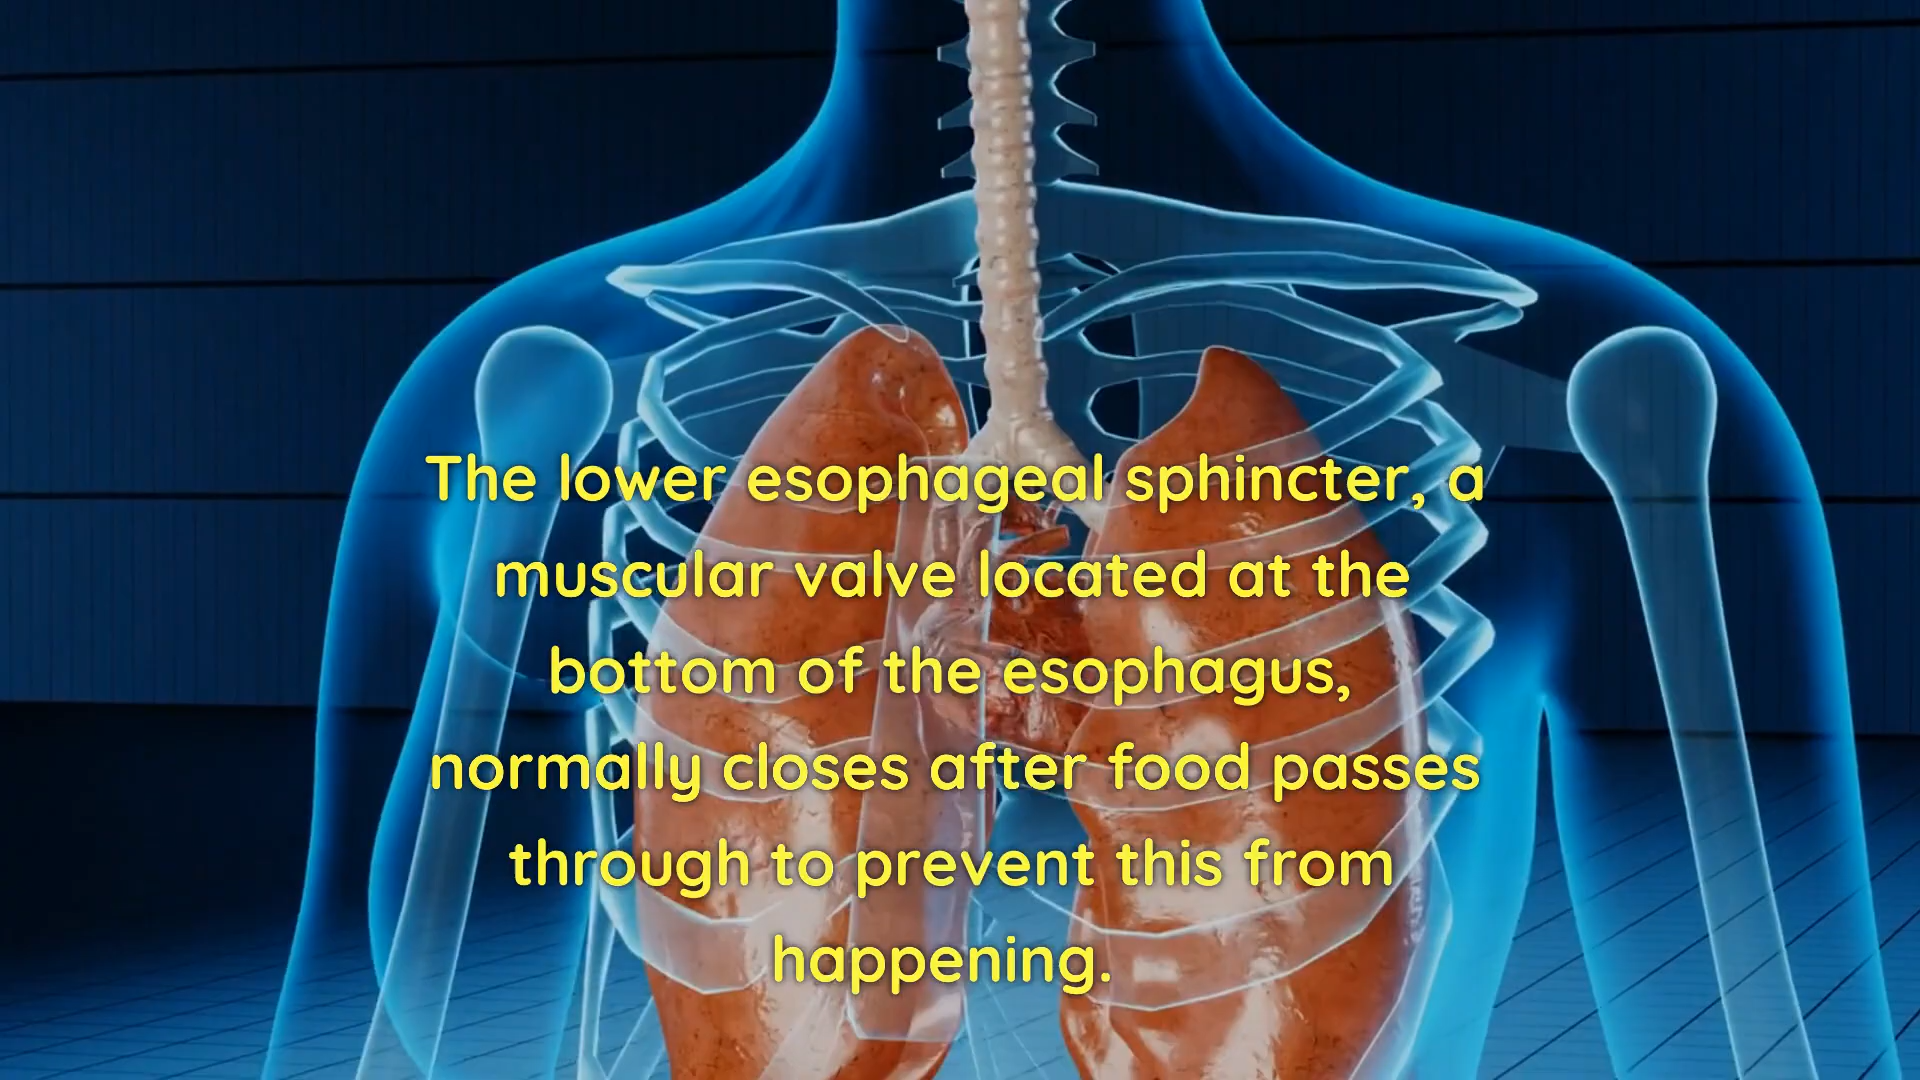 The lower esophageal sphincter, a
muscular valve located at the
bottom of the esophagus,
normally closes after food passes
through to prevent this from
happening.